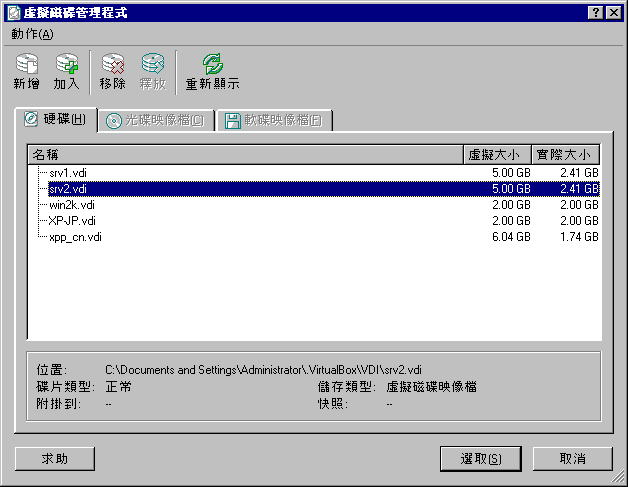 虛擬磁碟管理程式
動作(A)
新增 加入 移除 釋放 重新顯示
硬碟(H) 光碟映像檔(C) 軟碟映像檔(F)
名稱 虛擬大小 實際大小
srv1.vdi 5.00 GB 2.41 GB
srv2.vdi 5.00 GB 2.41 GB
win2k.vdi 2.00 GB 2.00 GB
XP-JP.vdi 2.00 GB 2.00 GB
xpp_cn.vdi 6.04 GB 1.74 GB
位置: C:\Documents and Settings\Administrator\.VirtualBox\VDI\srv2.vdi
碟片類型: 正常 儲存類型: 虛擬磁碟映像檔
附掛到: -- 快照: --
求助 選取(S) 取消